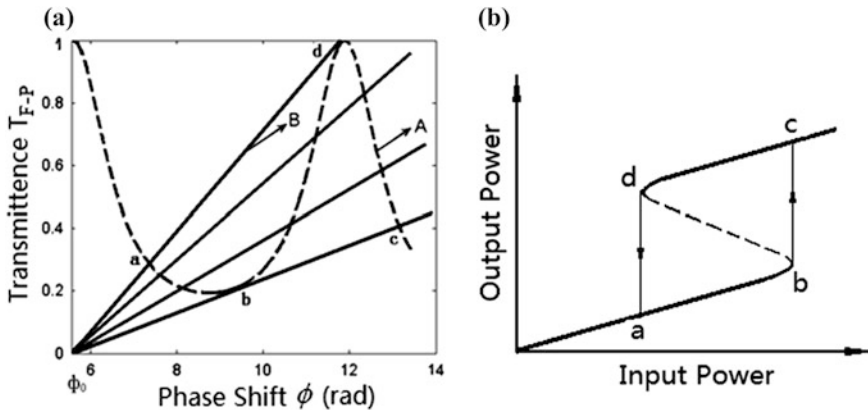 (a)
Transmittence T_F-P
1
0.8
0.6
0.4
0.2
0
d
B
A
a
b
c
ϕ₀
6
8
10
12
14
Phase Shift ϕ (rad)
(b)
Output Power
c
d
b
a
Input Power